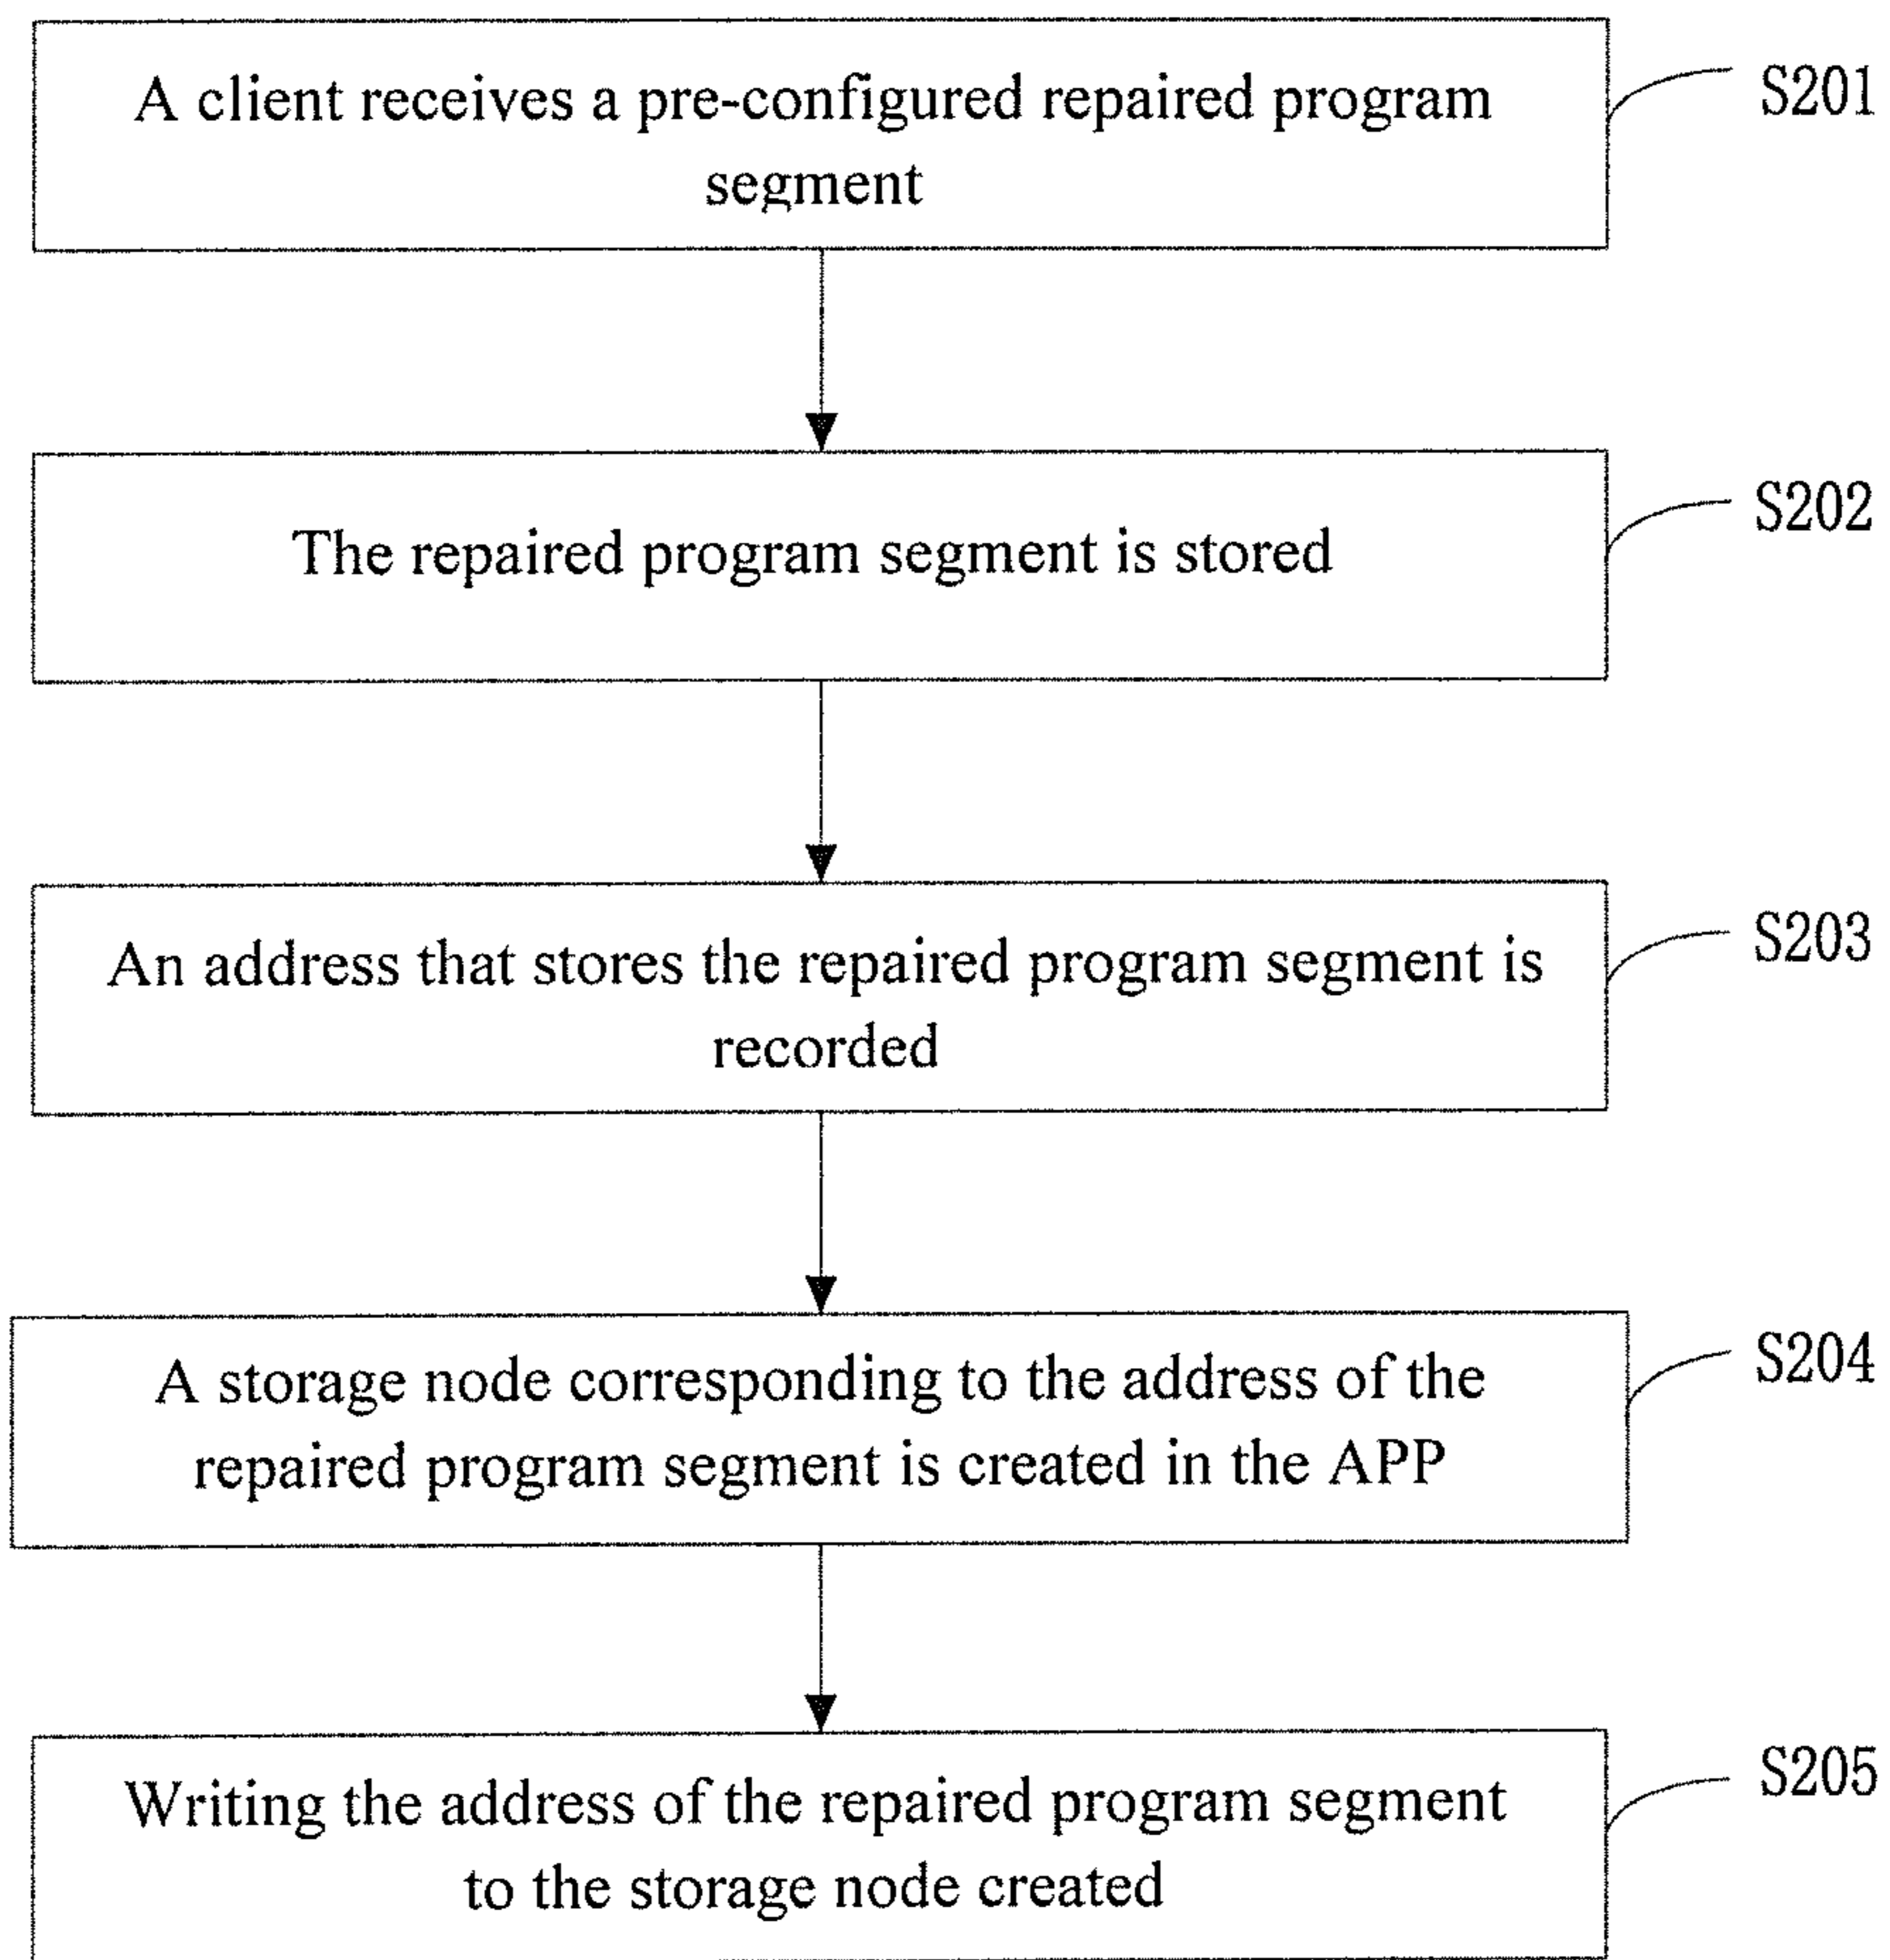 A client receives a pre-configured repaired program
segment
S201
The repaired program segment is stored
S202
An address that stores the repaired program segment is
recorded
S203
A storage node corresponding to the address of the
repaired program segment is created in the APP
S204
Writing the address of the repaired program segment
to the storage node created
S205